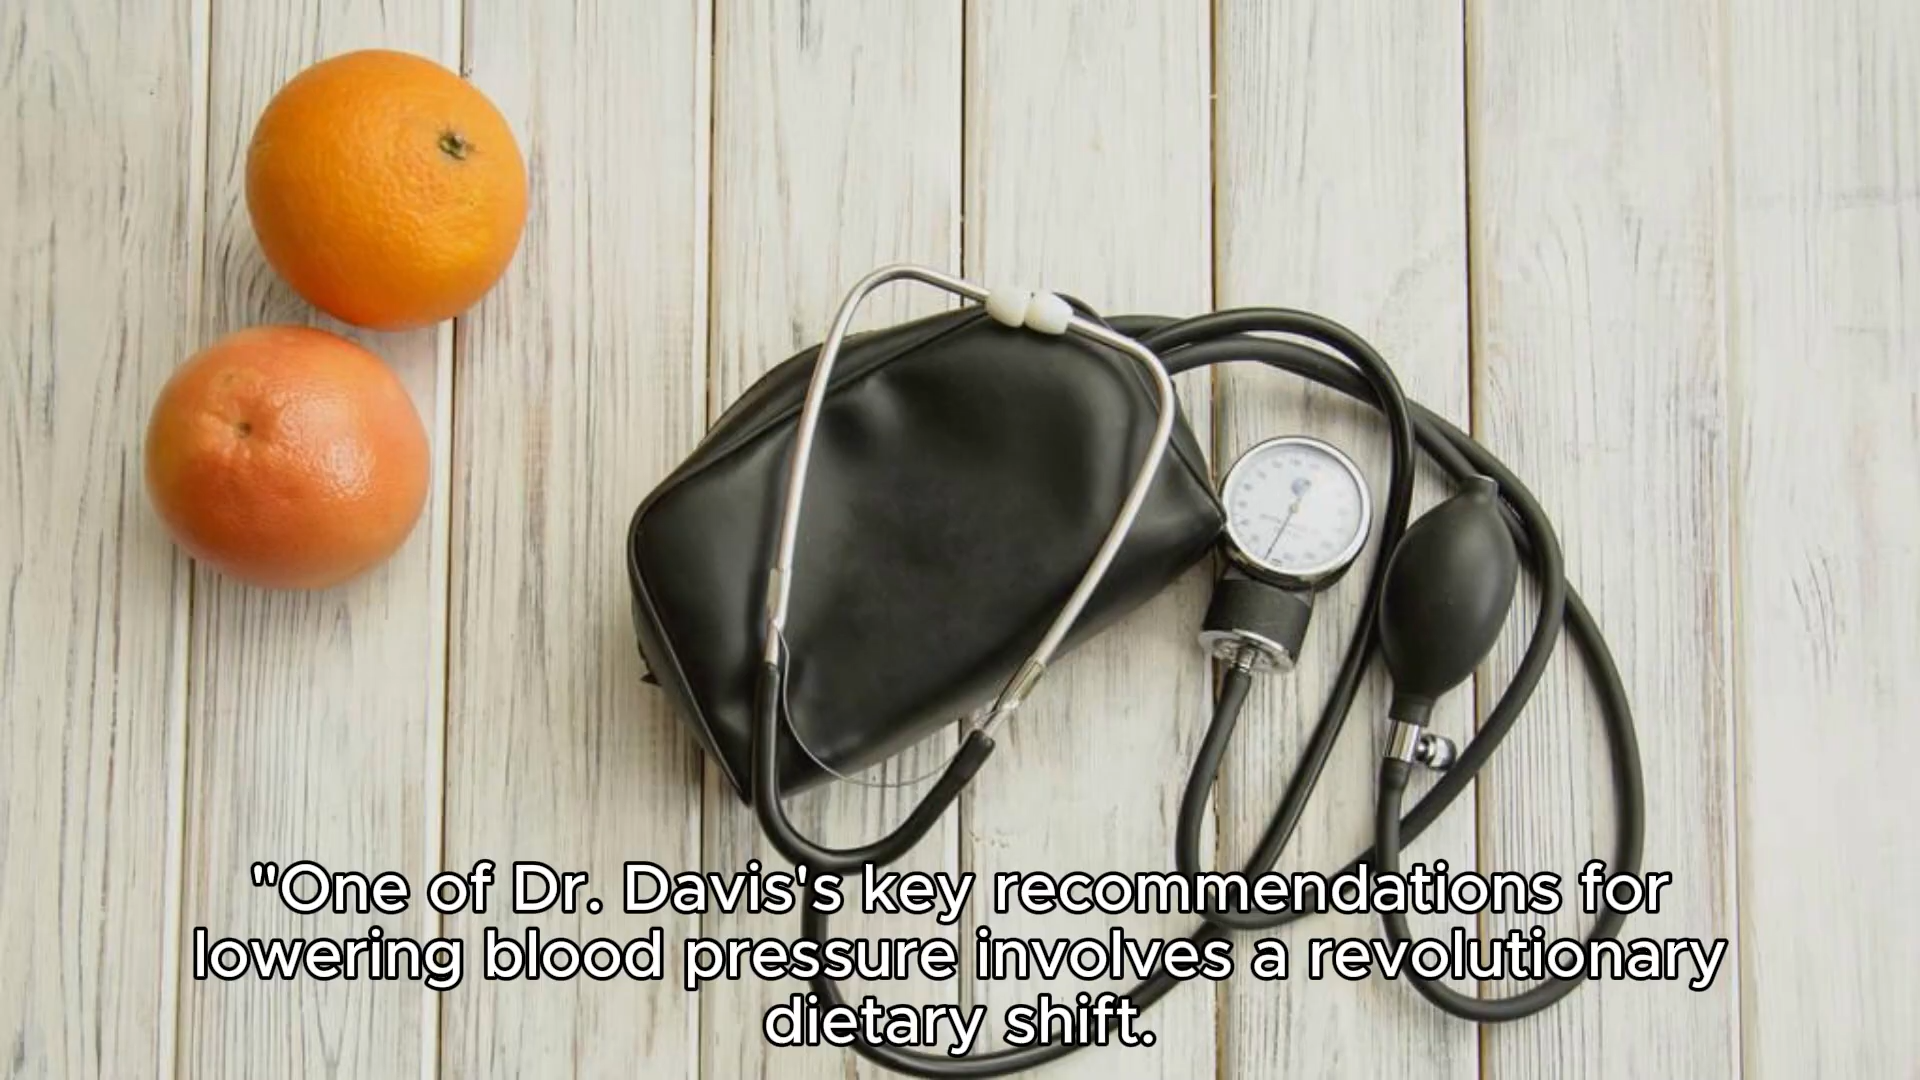 "One of Dr. Davis's key recommendations for
lowering blood pressure involves a revolutionary
dietary shift.